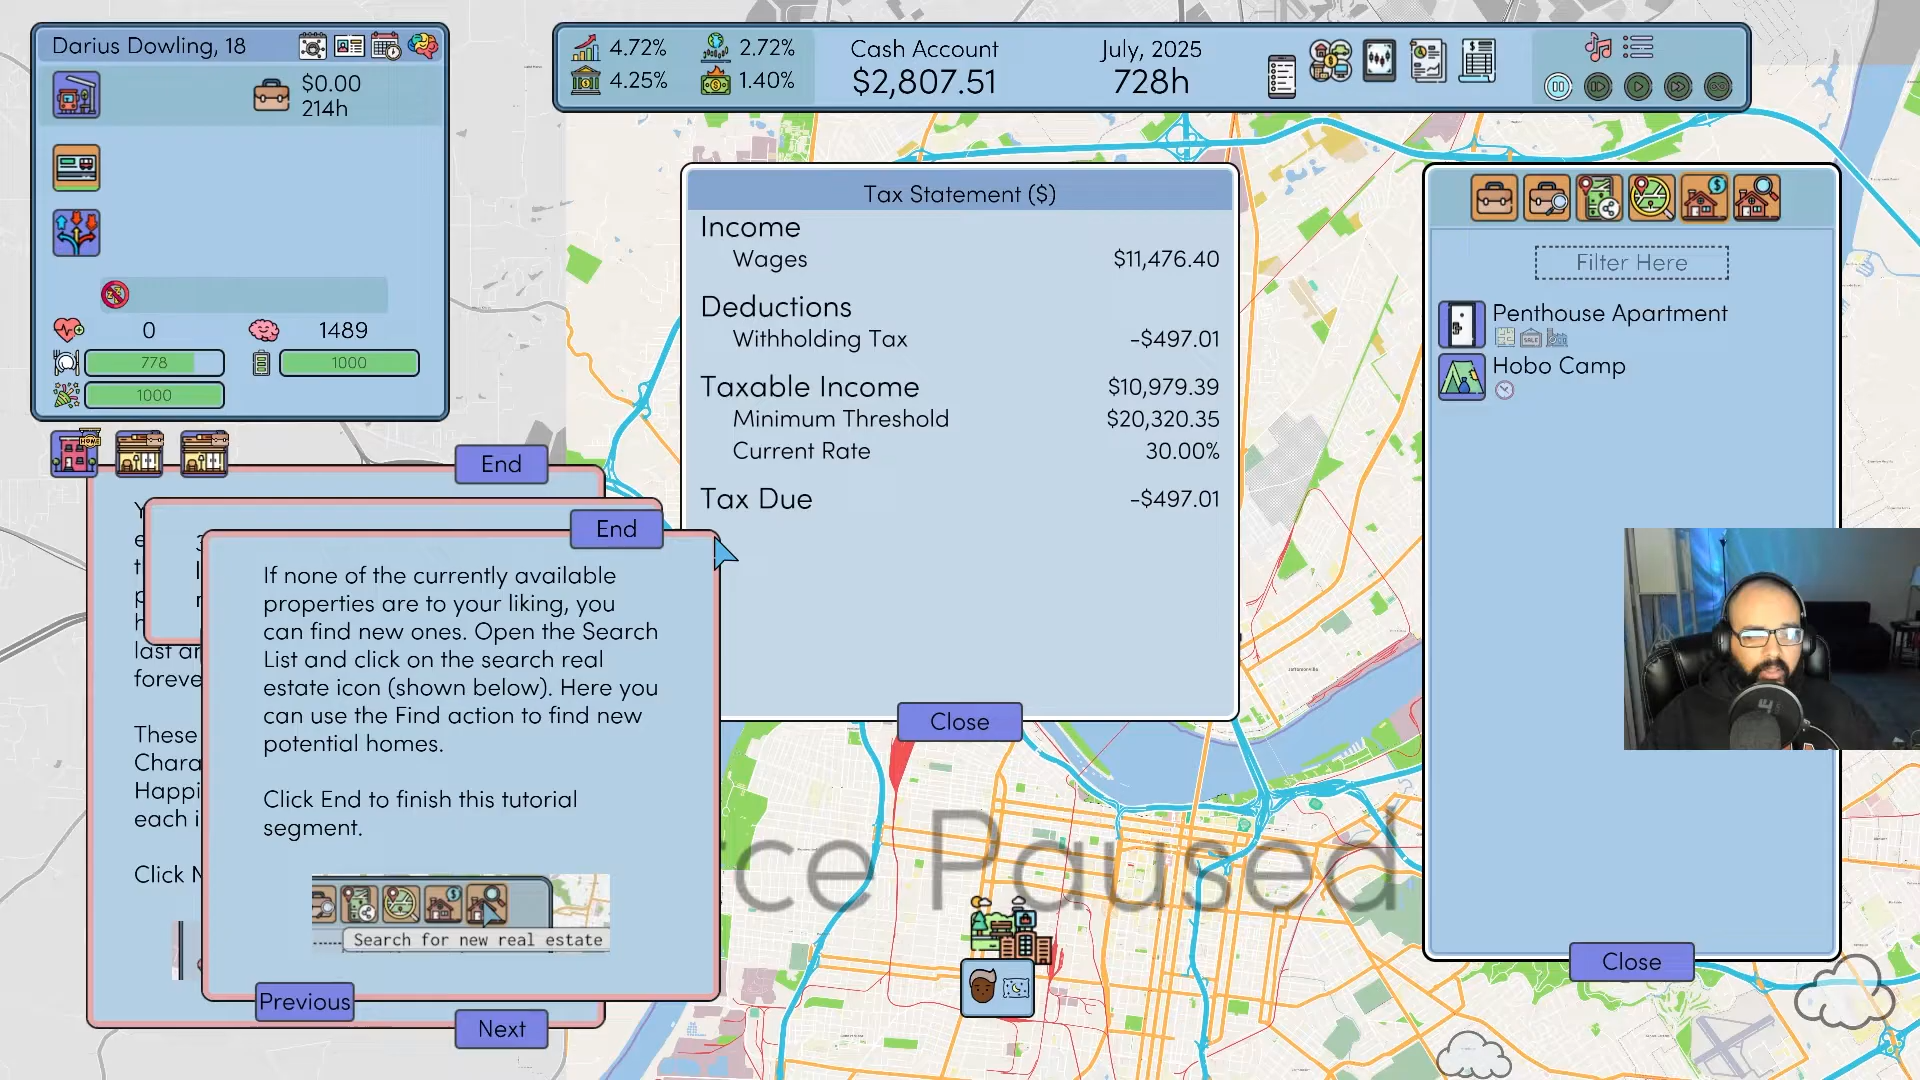 Darius Dowling, 18
$0.00
214h
0
1489
778
1000
1000
4.72%
2.72%
4.25%
1.40%
Cash Account
$2,807.51
July, 2025
728h
Tax Statement ($)
Income
Wages $11,476.40
Deductions
Withholding Tax -$497.01
Taxable Income $10,979.39
Minimum Threshold $20,320.35
Current Rate 30.00%
Tax Due -$497.01
Close
Filter Here
Penthouse Apartment
SALE
Hobo Camp
Close
HOME
End
last
foreve
These
Chara
Happi
each i
Click
Next
End
If none of the currently available
properties are to your liking, you
can find new ones. Open the Search
List and click on the search real
estate icon (shown below). Here you
can use the Find action to find new
potential homes.
Click End to finish this tutorial
segment.
Search for new real estate
Previous
rce Paused